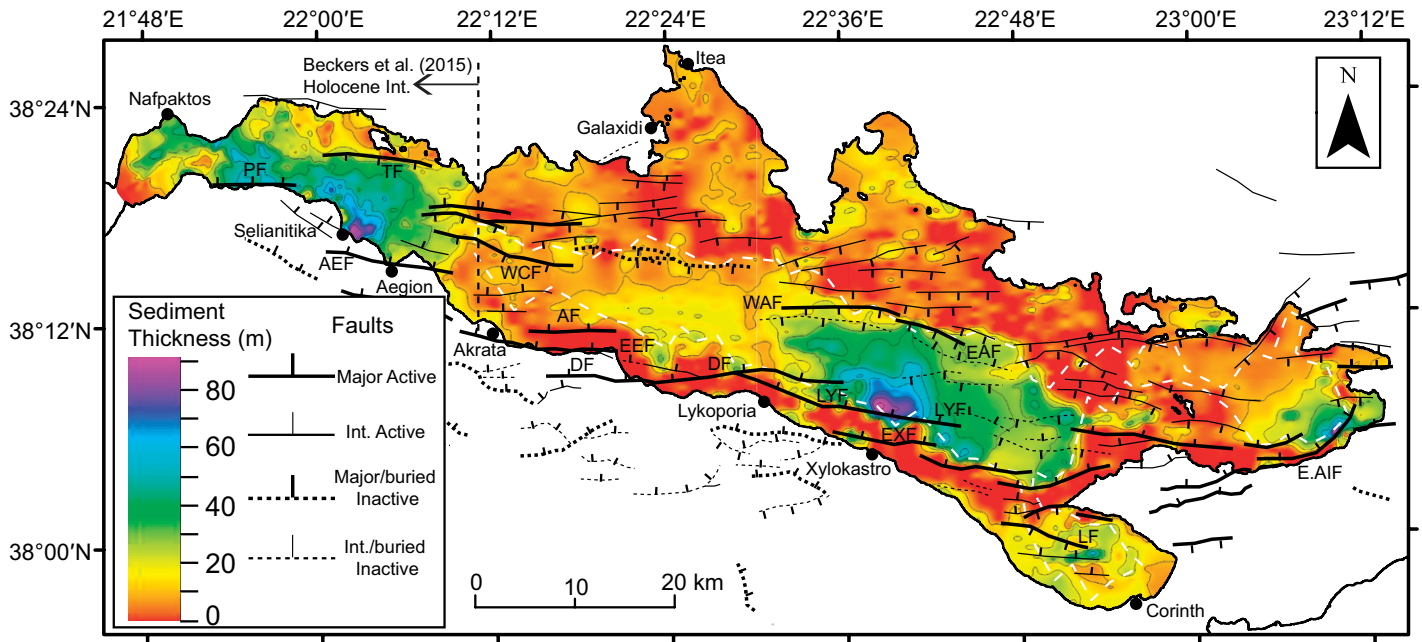 21°48'E 22°00'E 22°12'E 22°24'E 22°36'E 22°48'E 23°00'E 23°12'E
Beckers et al. (2015)
Holocene Int.
Itea
N
38°24'N
Nafpaktos
Galaxidi
PF
TF
Selianitika
AEF
Aegion
WCF
WAF
Sediment
Thickness (m)
Faults
38°12'N
AF
Akrata
EEF
EAF
DF
DF
80
Major Active
LYF
LYF
Lykoporia
Int. Active
60
EXF
Xylokastro
E.AIF
Major/buried
Inactive
40
LF
38°00'N
20
Int./buried
Inactive
0
0 10 20 km
Corinth